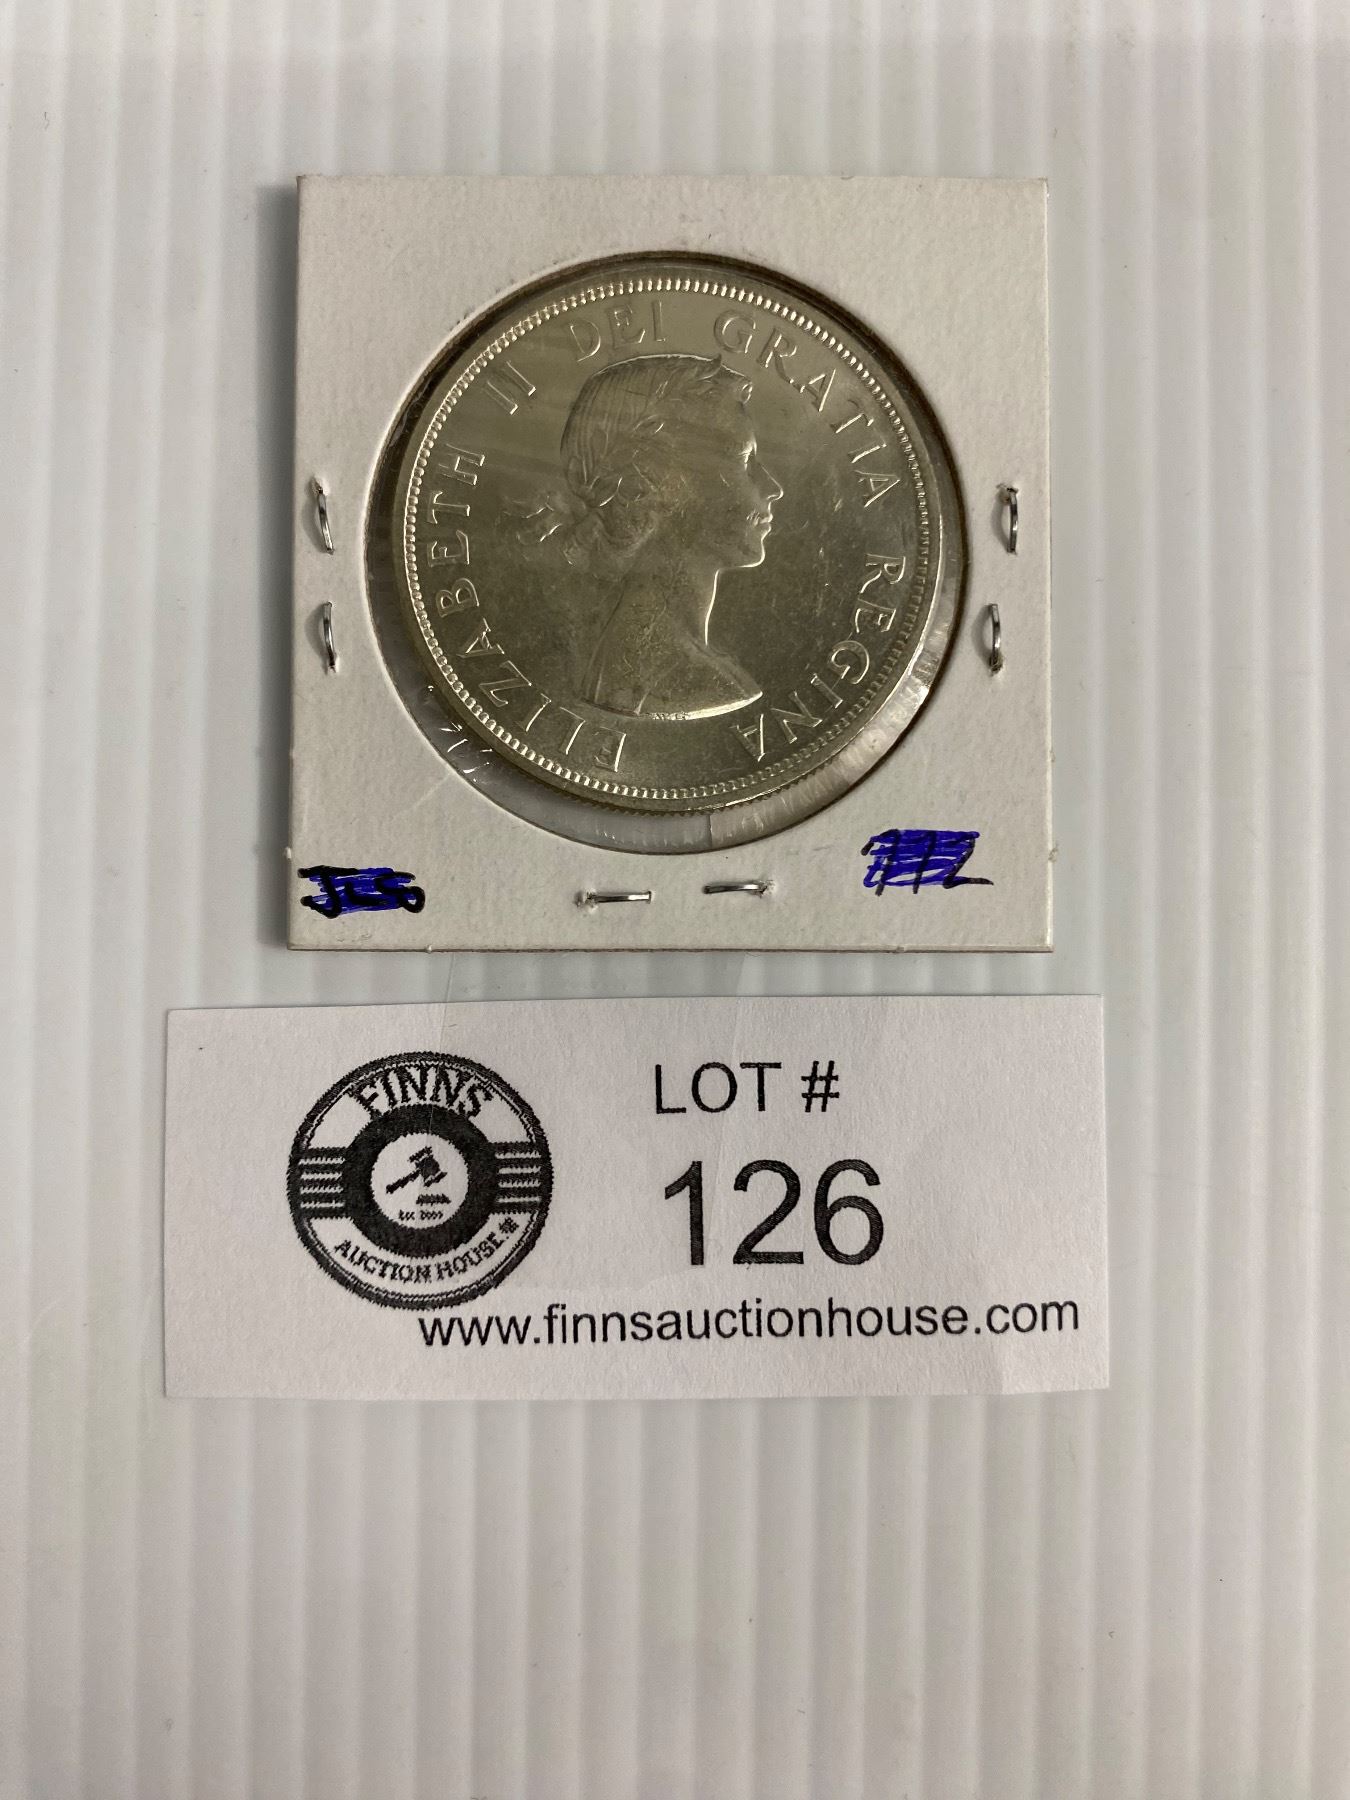 ELIZABETH II DEI GRATIA REGINA
FINNS
AUCTION HOUSE
LOT #
126
www.finnsauctionhouse.com